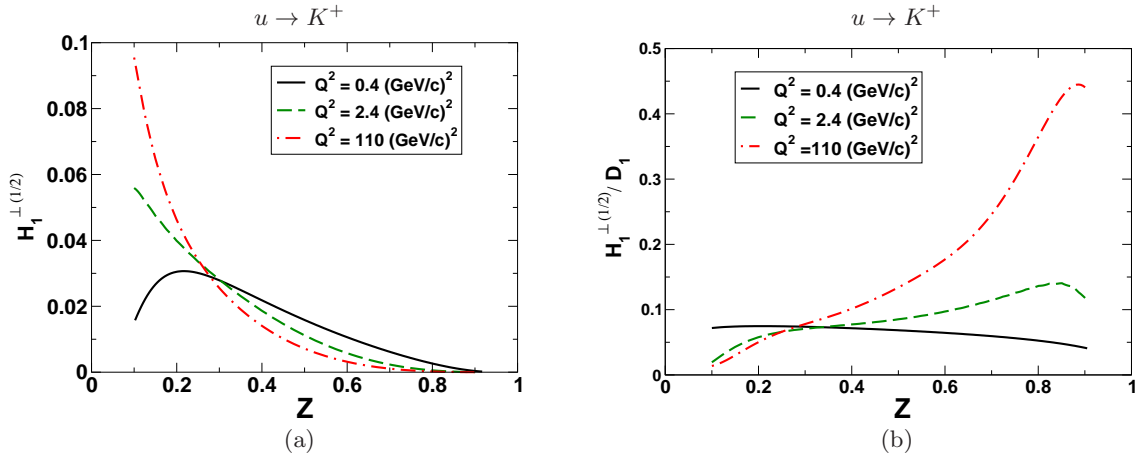 u → K⁺
H₁^⊥(1/2)
0.1
0.08
0.06
0.04
0.02
0
Q² = 0.4 (GeV/c)²
Q² = 2.4 (GeV/c)²
Q² = 110 (GeV/c)²
0 0.2 0.4 0.6 0.8 1
Z
(a)
u → K⁺
H₁^⊥(1/2)/ D₁
0.5
0.4
0.3
0.2
0.1
0
Q² = 0.4 (GeV/c)²
Q² = 2.4 (GeV/c)²
Q² =110 (GeV/c)²
0 0.2 0.4 0.6 0.8 1
Z
(b)